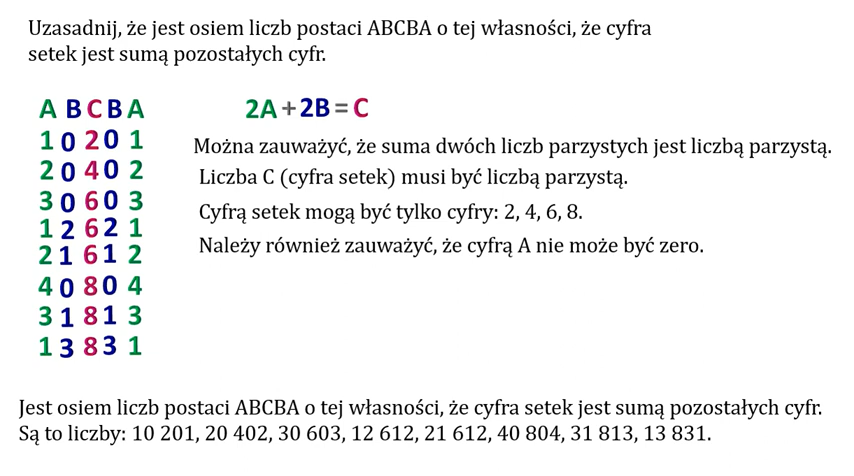 Uzasadnij, że jest osiem liczb postaci ABCBA o tej własności, że cyfra
setek jest sumą pozostałych cyfr.
A B C B A
2A + 2B = C
1 0 2 0 1
Można zauważyć, że suma dwóch liczb parzystych jest liczbą parzystą.
2 0 4 0 2
Liczba C (cyfra setek) musi być liczbą parzystą.
3 0 6 0 3
Cyfrą setek mogą być tylko cyfry: 2, 4, 6, 8.
1 2 6 2 1
2 1 6 1 2
Należy również zauważyć, że cyfrą A nie może być zero.
4 0 8 0 4
3 1 8 1 3
1 3 8 3 1
Jest osiem liczb postaci ABCBA o tej własności, że cyfra setek jest sumą pozostałych cyfr.
Są to liczby: 10 201, 20 402, 30 603, 12 612, 21 612, 40 804, 31 813, 13 831.